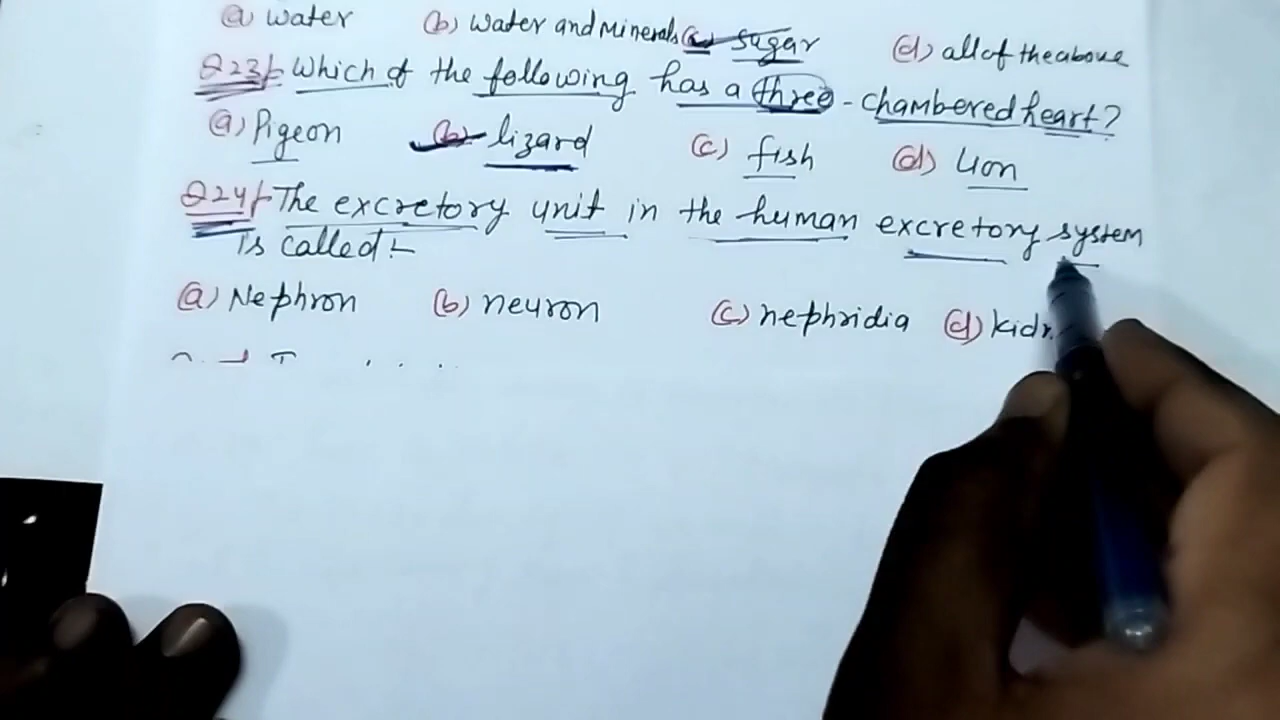 (a) water (b) water and minerals (c) sugar (d) all of the above
Q23/- Which of the following has a three-chambered heart?
(a) Pigeon (b) lizard (c) fish (d) Lion
Q24/- The excretory unit in the human excretory system
is called:-
(a) Nephron (b) neuron (c) nephridia (d)